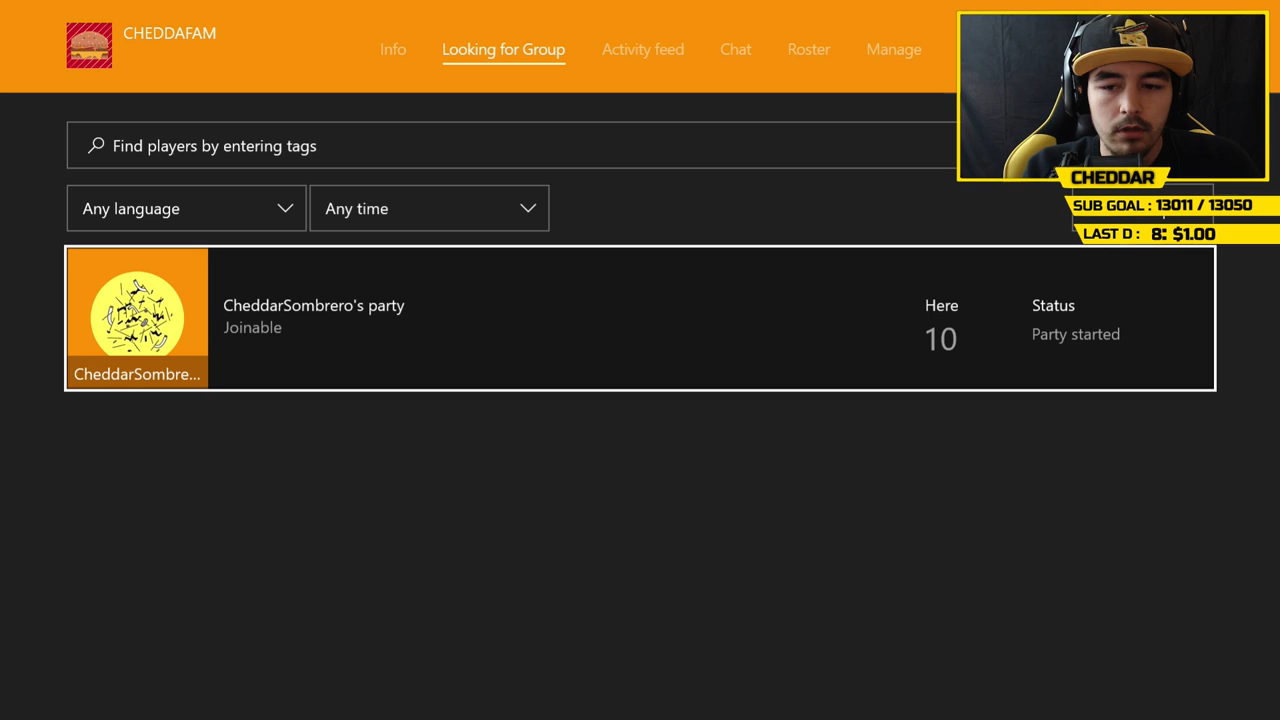 CHEDDAFAM
Info
Looking for Group
Activity feed
Chat
Roster
Manage
Find players by entering tags
Any language
Any time
CHEDDAR
SUB GOAL : 13011 / 13050
LAST D : 8: $1.00
CheddarSombrero's party
Joinable
Here
10
Status
Party started
CheddarSombre...